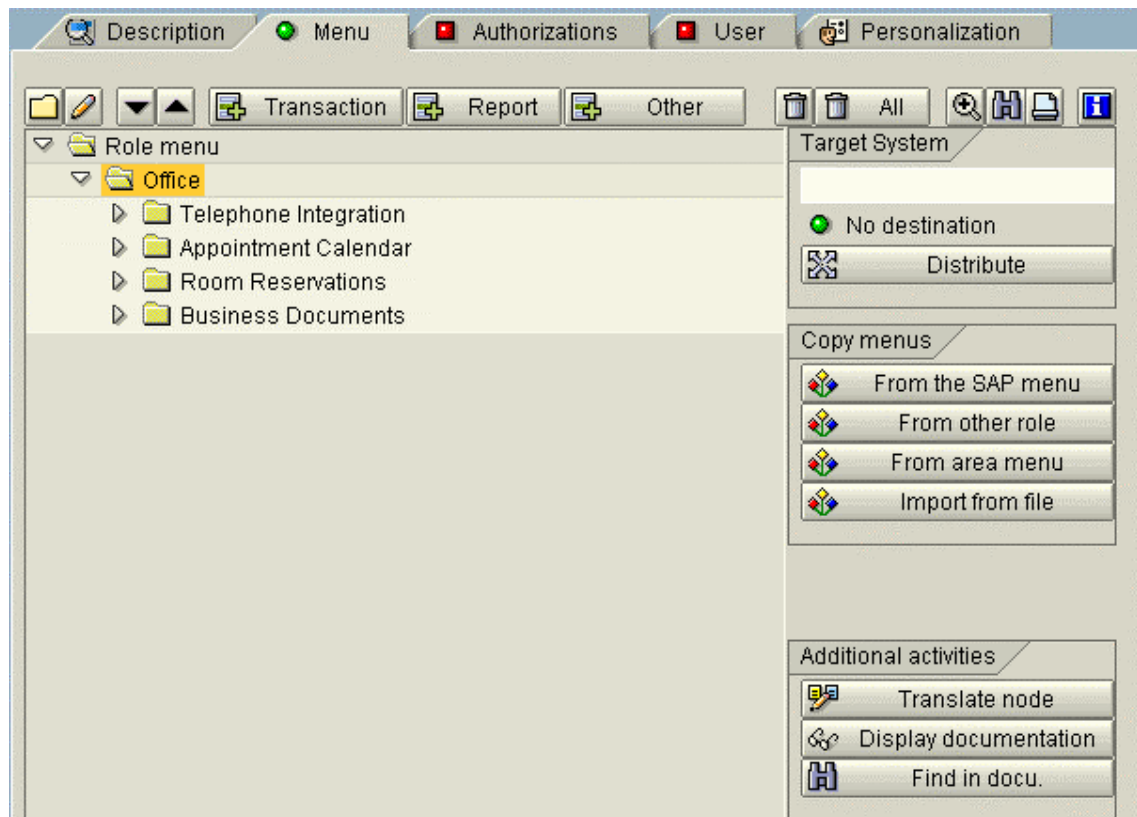 Description Menu Authorizations User Personalization
Transaction Report Other All
Role menu
Office
Telephone Integration
Appointment Calendar
Room Reservations
Business Documents
Target System
No destination
Distribute
Copy menus
From the SAP menu
From other role
From area menu
Import from file
Additional activities
Translate node
Display documentation
Find in docu.